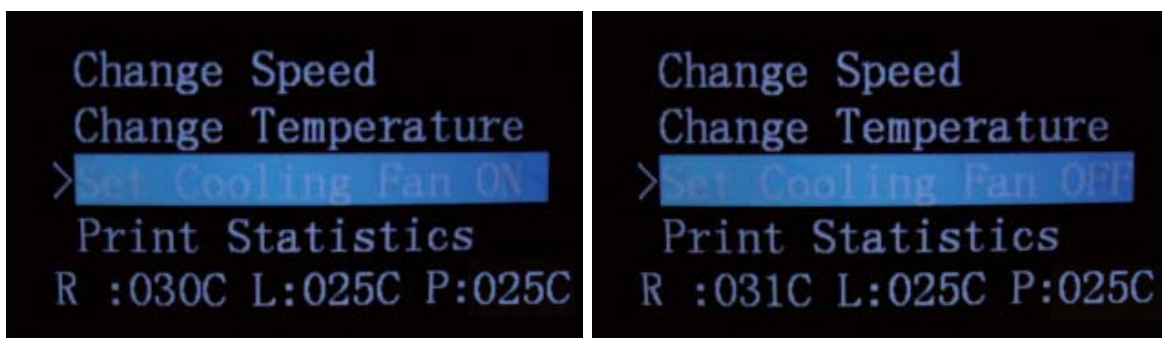 Change Speed
Change Temperature
>Set Cooling Fan ON
Print Statistics
R :030C L:025C P:025C
Change Speed
Change Temperature
>Set Cooling Fan OFF
Print Statistics
R :031C L:025C P:025C